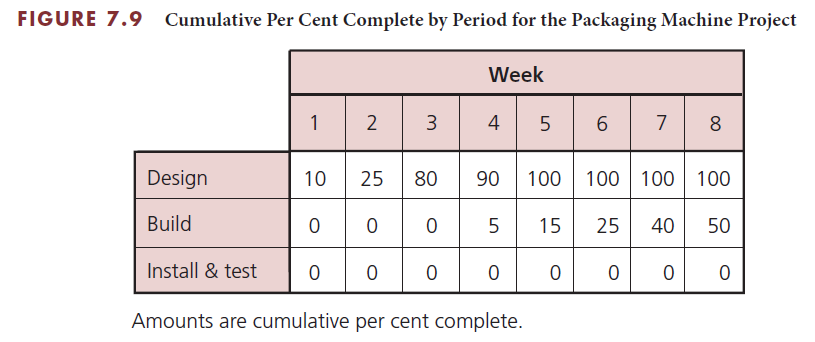 FIGURE 7.9 Cumulative Per Cent Complete by Period for the Packaging Machine Project
Week
1 2 3 4 5 6 7 8
Design 10 25 80 90 100 100 100 100
Build 0 0 0 5 15 25 40 50
Install & test 0 0 0 0 0 0 0 0
Amounts are cumulative per cent complete.